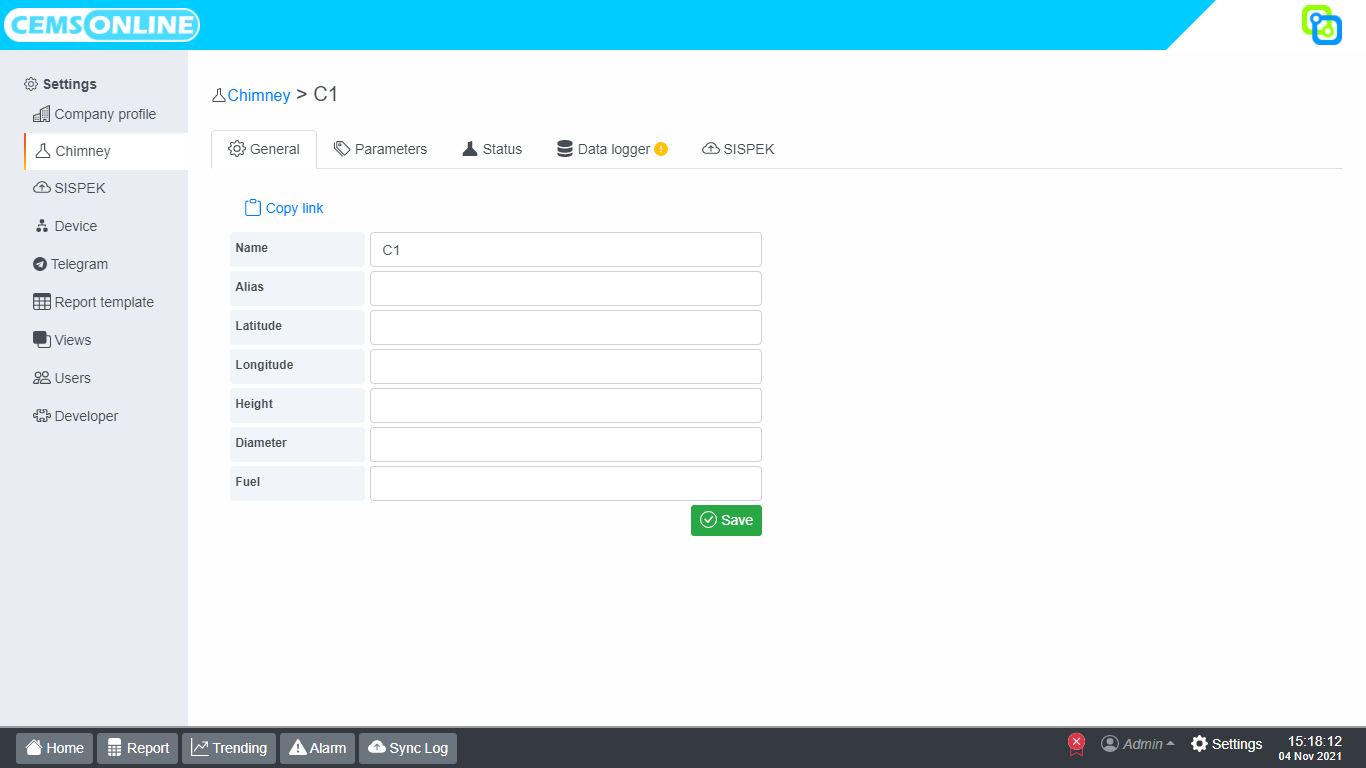 CEMSONLINE
Settings
Company profile
Chimney
SISPEK
Device
Telegram
Report template
Views
Users
Developer
Chimney > C1
General Parameters Status Data logger SISPEK
Copy link
Name C1
Alias
Latitude
Longitude
Height
Diameter
Fuel
Save
Home Report Trending Alarm Sync Log Admin Settings 15:18:12
04 Nov 2021